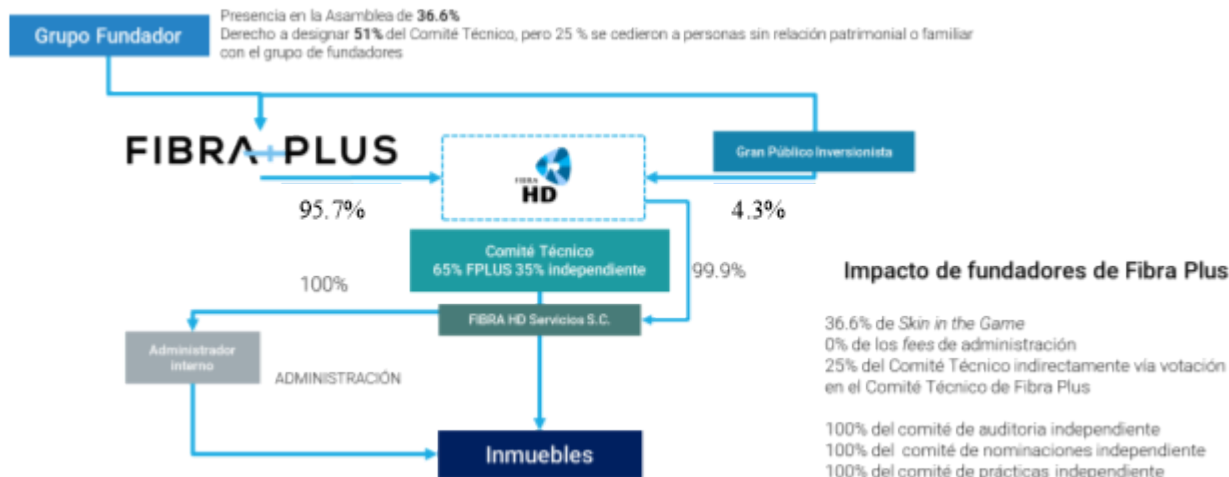 Presencia en la Asamblea de 36.6%
Grupo Fundador
Derecho a designar 51% del Comité Técnico, pero 25 % se cedieron a personas sin relación patrimonial o familiar
con el grupo de fundadores
FIBRA+PLUS
FIBRA
HD
Gran Público Inversionista
95.7%
4.3%
Comité Técnico
65% FPLUS 35% independiente
99.9%
100%
FIBRA HD Servicios S.C.
Administrador
interno
ADMINISTRACIÓN
Inmuebles
Impacto de fundadores de Fibra Plus
36.6% de Skin in the Game
0% de los fees de administración
25% del Comité Técnico indirectamente vía votación
en el Comité Técnico de Fibra Plus
100% del comité de auditoria independiente
100% del comité de nominaciones independiente
100% del comité de prácticas independiente